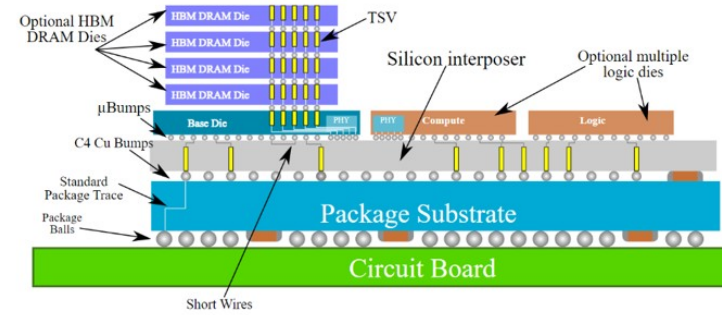 Optional HBM
DRAM Dies
HBM DRAM Die
HBM DRAM Die
HBM DRAM Die
HBM DRAM Die
TSV
Silicon interposer
Optional multiple
logic dies
µBumps
Base Die
PHY
PHY
Compute
Logic
C4 Cu Bumps
Standard
Package Trace
Package
Balls
Package Substrate
Circuit Board
Short Wires